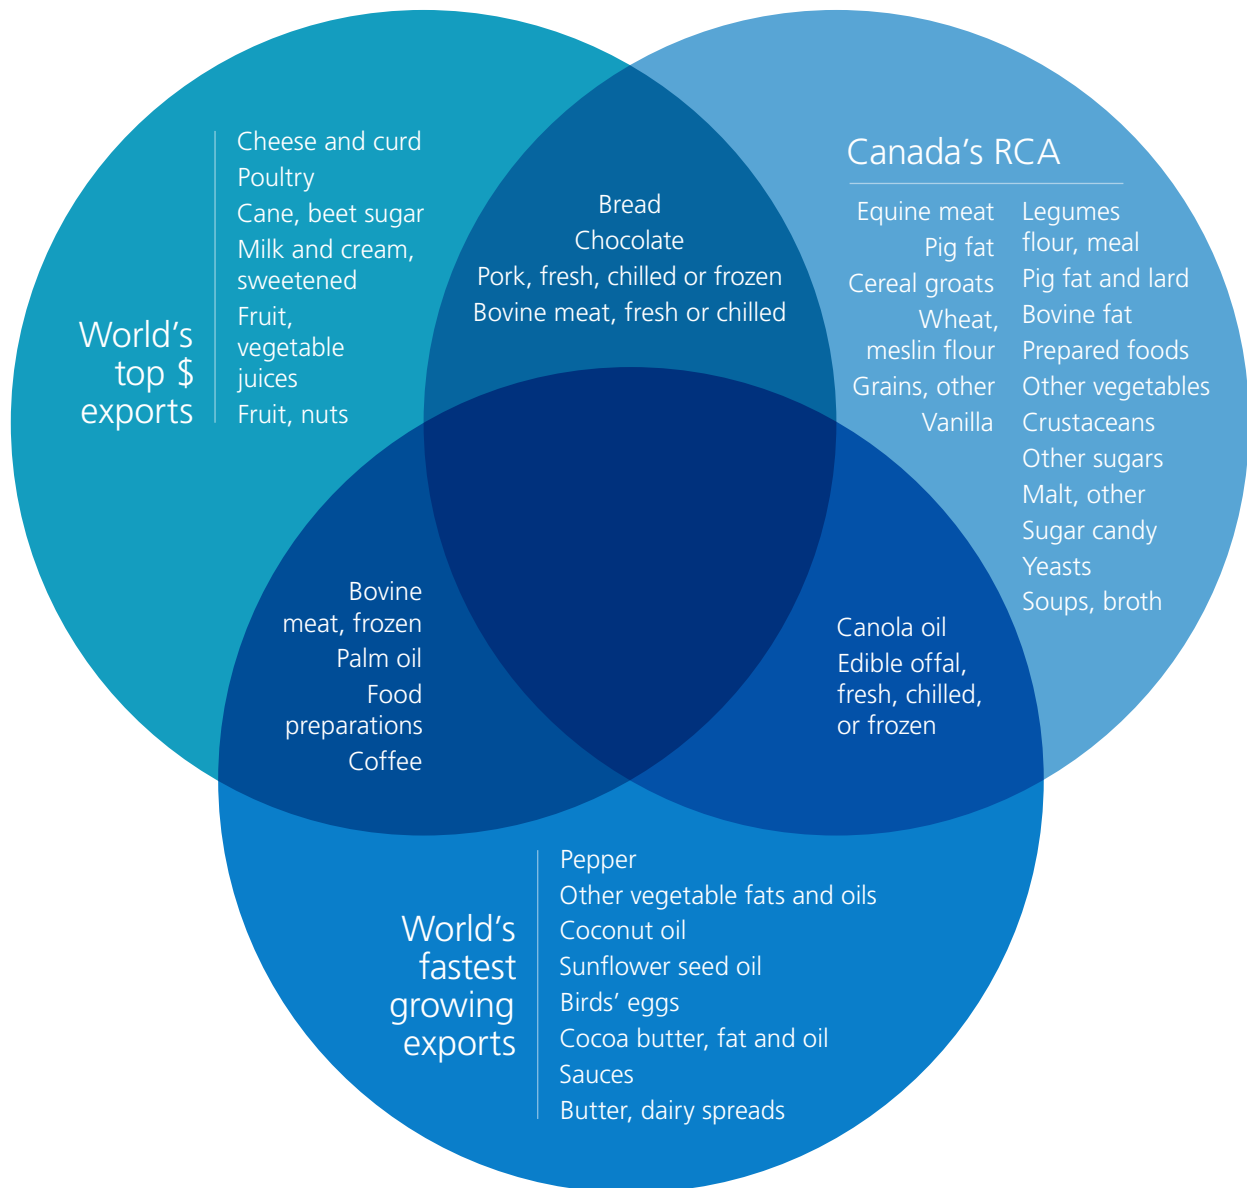 World's
top $
exports
Cheese and curd
Poultry
Cane, beet sugar
Milk and cream,
sweetened
Fruit,
vegetable
juices
Fruit, nuts
Bread
Chocolate
Pork, fresh, chilled or frozen
Bovine meat, fresh or chilled
Canada's RCA
Equine meat
Pig fat
Cereal groats
Wheat,
meslin flour
Grains, other
Vanilla
Legumes
flour, meal
Pig fat and lard
Bovine fat
Prepared foods
Other vegetables
Crustaceans
Other sugars
Malt, other
Sugar candy
Yeasts
Soups, broth
Bovine
meat, frozen
Palm oil
Food
preparations
Coffee
Canola oil
Edible offal,
fresh, chilled,
or frozen
World's
fastest
growing
exports
Pepper
Other vegetable fats and oils
Coconut oil
Sunflower seed oil
Birds' eggs
Cocoa butter, fat and oil
Sauces
Butter, dairy spreads